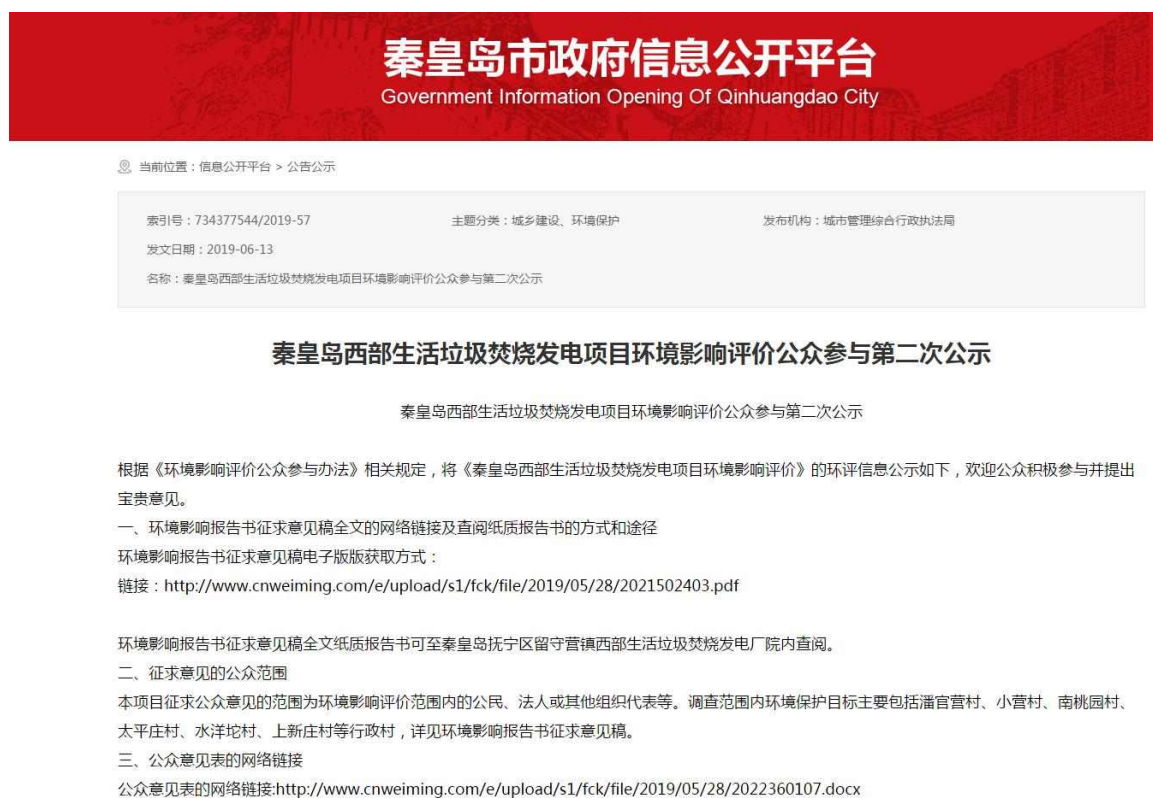 秦皇岛市政府信息公开平台
Government Information Opening Of Qinhuangdao City
当前位置：信息公开平台 > 公告公示
索引号：734377544/2019-57 主题分类：城乡建设、环境保护 发布机构：城市管理综合行政执法局
发文日期：2019-06-13
名称：秦皇岛西部生活垃圾焚烧发电项目环境影响评价公众参与第二次公示
秦皇岛西部生活垃圾焚烧发电项目环境影响评价公众参与第二次公示
秦皇岛西部生活垃圾焚烧发电项目环境影响评价公众参与第二次公示
根据《环境影响评价公众参与办法》相关规定，将《秦皇岛西部生活垃圾焚烧发电项目环境影响评价》的环评信息公示如下，欢迎公众积极参与并提出
宝贵意见。
一、环境影响报告书征求意见稿全文的网络链接及查阅纸质报告书的方式和途径
环境影响报告书征求意见稿电子版版获取方式：
链接：http://www.cnweiming.com/e/upload/s1/fck/file/2019/05/28/2021502403.pdf
环境影响报告书征求意见稿全文纸质报告书可至秦皇岛抚宁区留守营镇西部生活垃圾焚烧发电厂院内查阅。
二、征求意见的公众范围
本项目征求公众意见的范围为环境影响评价范围内的公民、法人或其他组织代表等。调查范围内环境保护目标主要包括潘官营村、小营村、南桃园村、
太平庄村、水洋坨村、上新庄村等行政村，详见环境影响报告书征求意见稿。
三、公众意见表的网络链接
公众意见表的网络链接:http://www.cnweiming.com/e/upload/s1/fck/file/2019/05/28/2022360107.docx